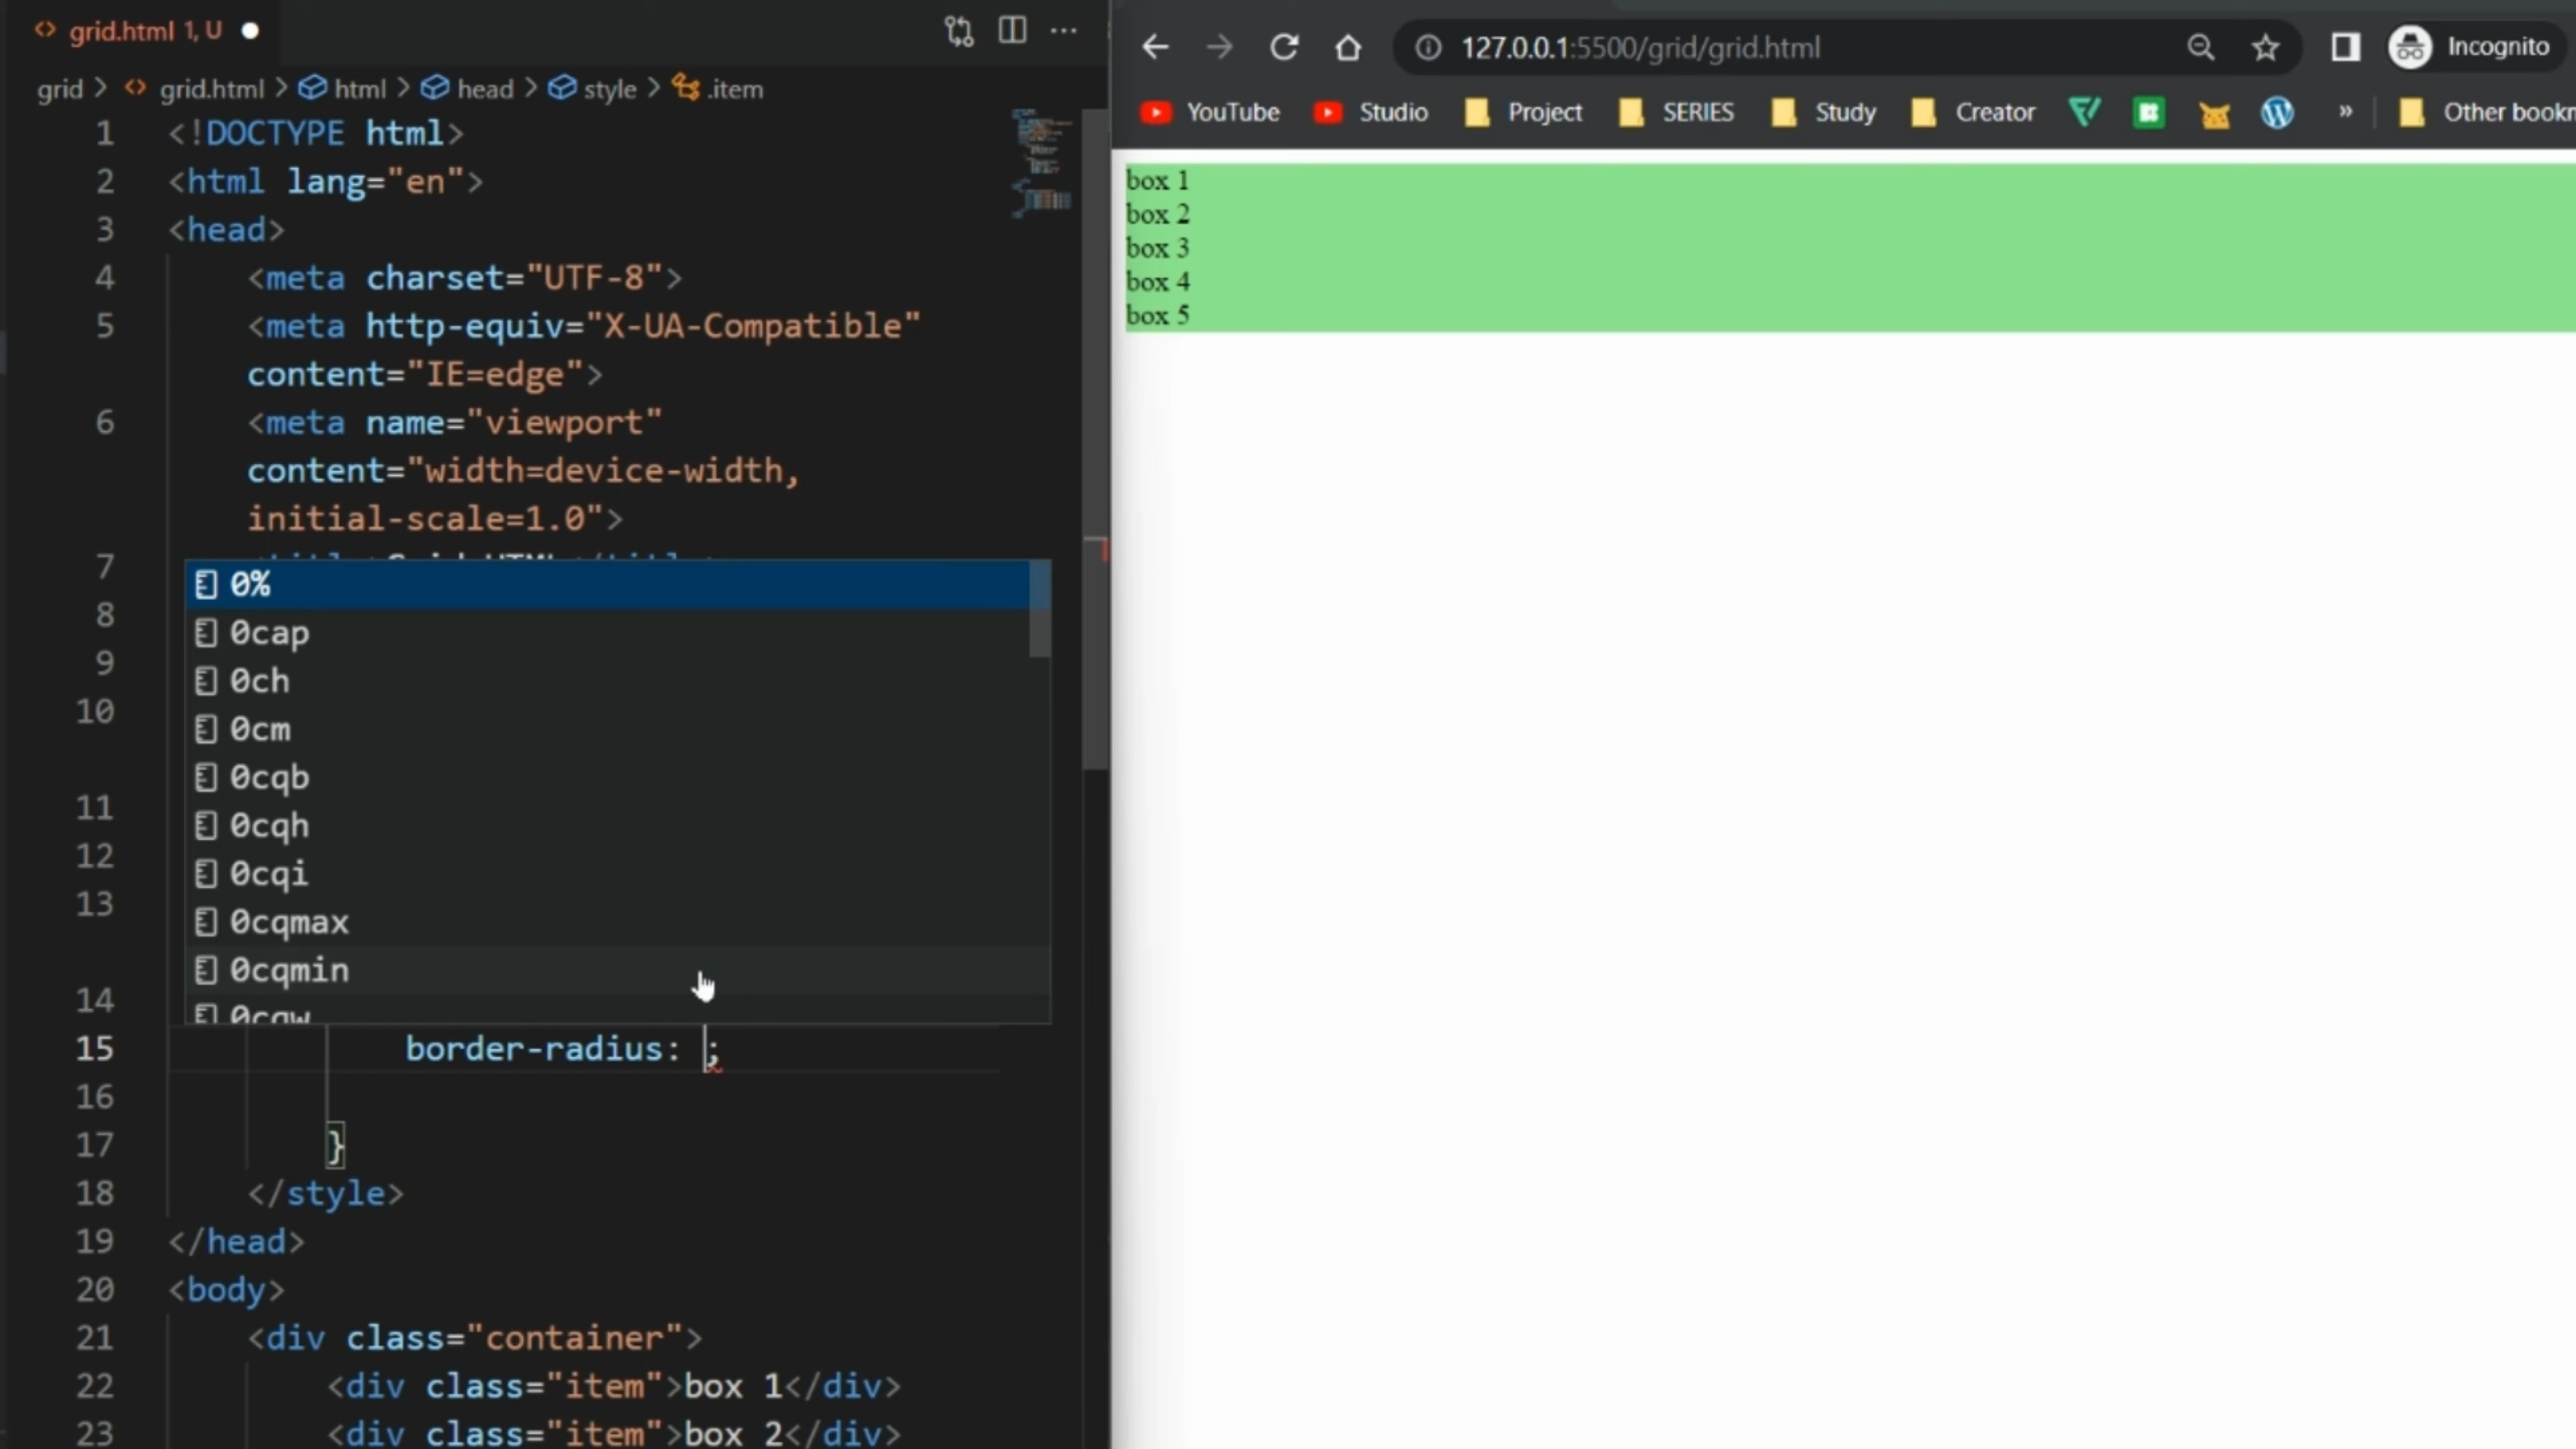 grid.html 1, U
grid > grid.html > html > head > style > .item
1 <!DOCTYPE html>
2 <html lang="en">
3 <head>
4 <meta charset="UTF-8">
5 <meta http-equiv="X-UA-Compatible"
content="IE=edge">
6 <meta name="viewport"
content="width=device-width,
initial-scale=1.0">
7
0%
8
0cap
9
0ch
10
0cm
0cqb
11
0cqh
12
0cqi
13
0cqmax
0cqmin
14
0cqw
15 border-radius: ;
16
17 }
18 </style>
19 </head>
20 <body>
21 <div class="container">
22 <div class="item">box 1</div>
23 <div class="item">box 2</div>
127.0.0.1:5500/grid/grid.html
Incognito
YouTube Studio Project SERIES Study Creator » Other bookm
box 1
box 2
box 3
box 4
box 5